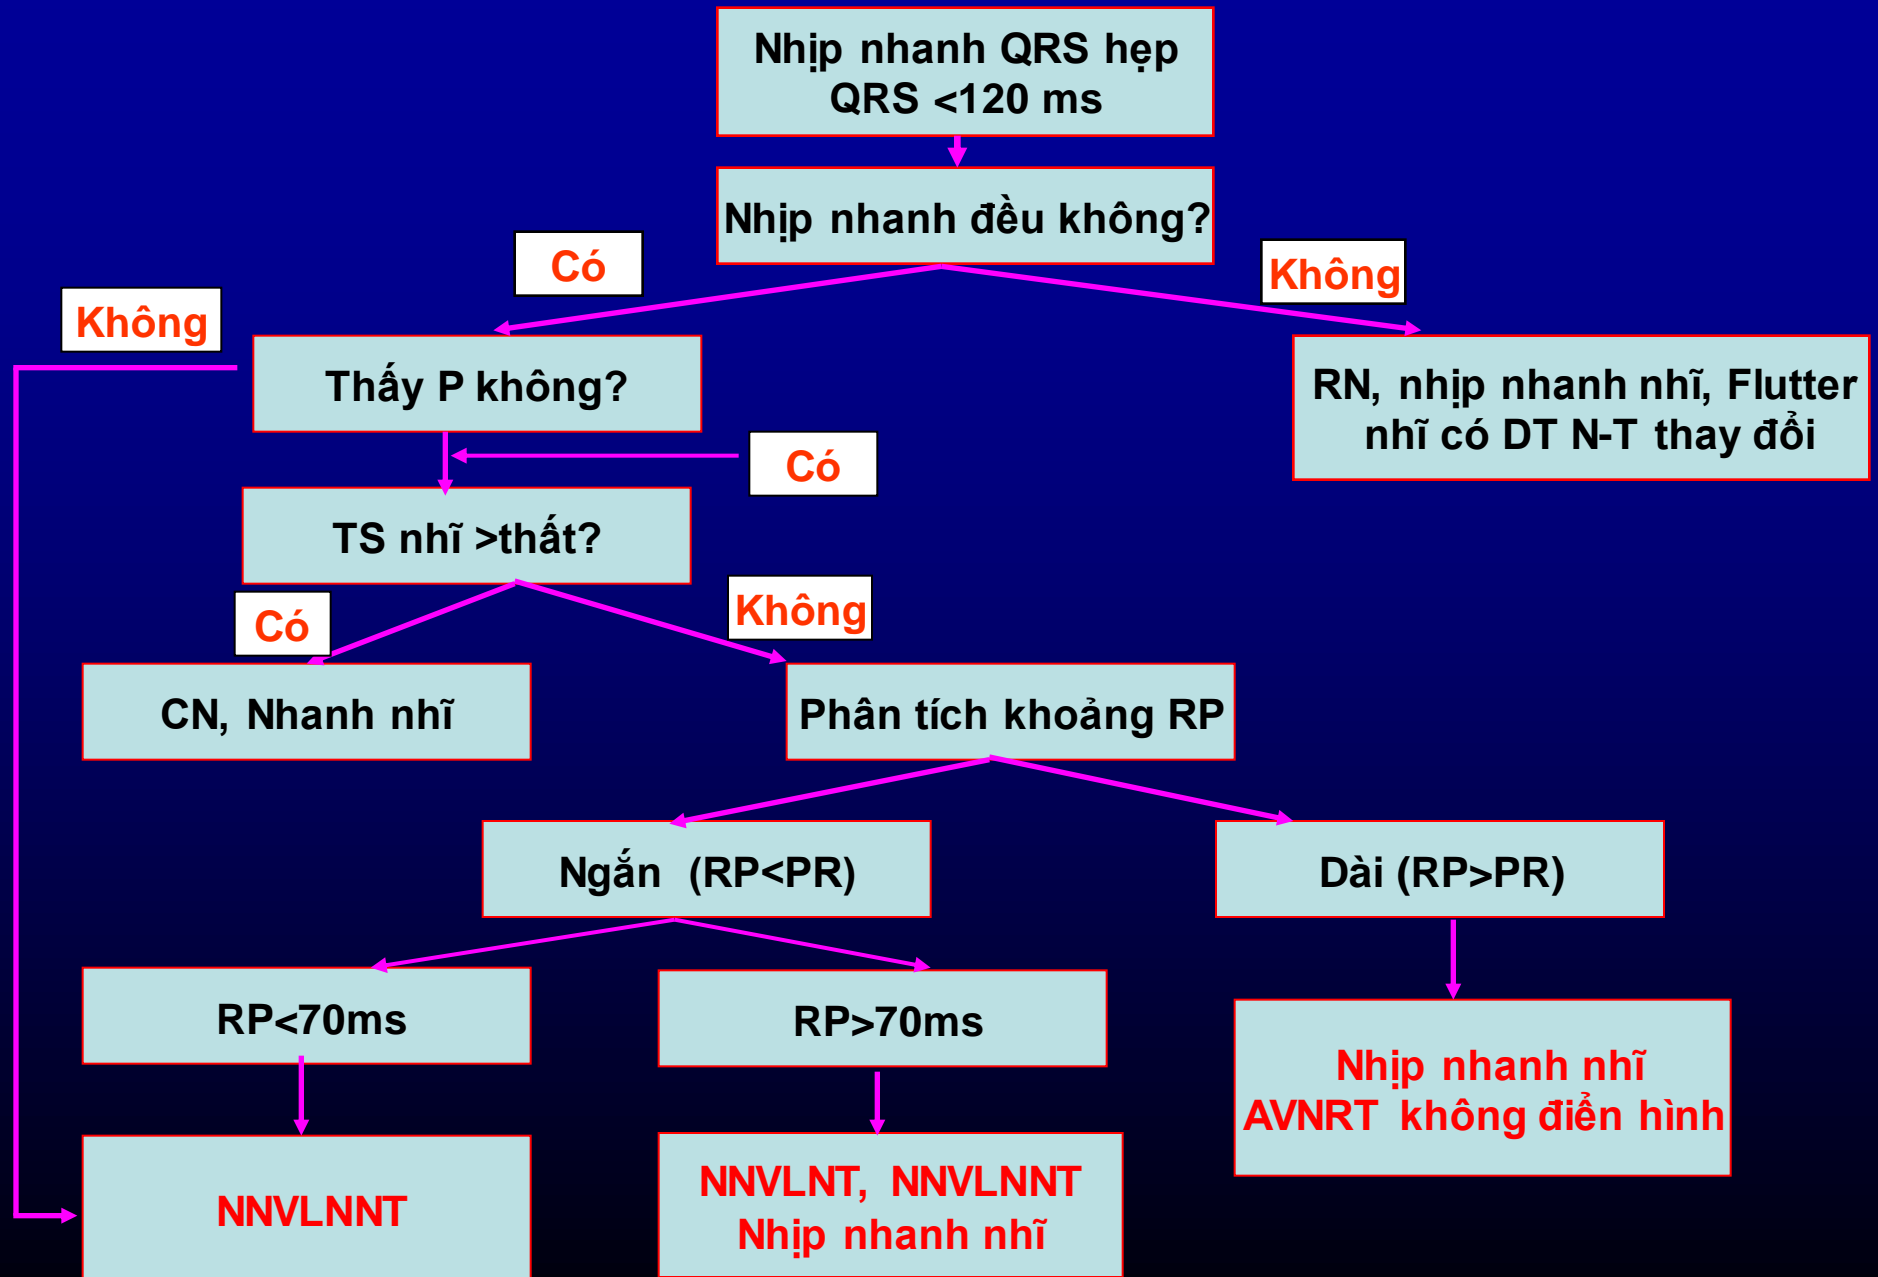 Nhịp nhanh QRS hẹp
QRS <120 ms
Nhịp nhanh đều không?
Có
Không
Không
Thấy P không?
RN, nhịp nhanh nhĩ, Flutter
nhĩ có DT N-T thay đổi
Có
TS nhĩ >thất?
Có
Không
CN, Nhanh nhĩ
Phân tích khoảng RP
Ngắn (RP<PR)
Dài (RP>PR)
RP<70ms
RP>70ms
Nhịp nhanh nhĩ
AVNRT không điển hình
NNVLNNT
NNVLNT, NNVLNNT
Nhịp nhanh nhĩ